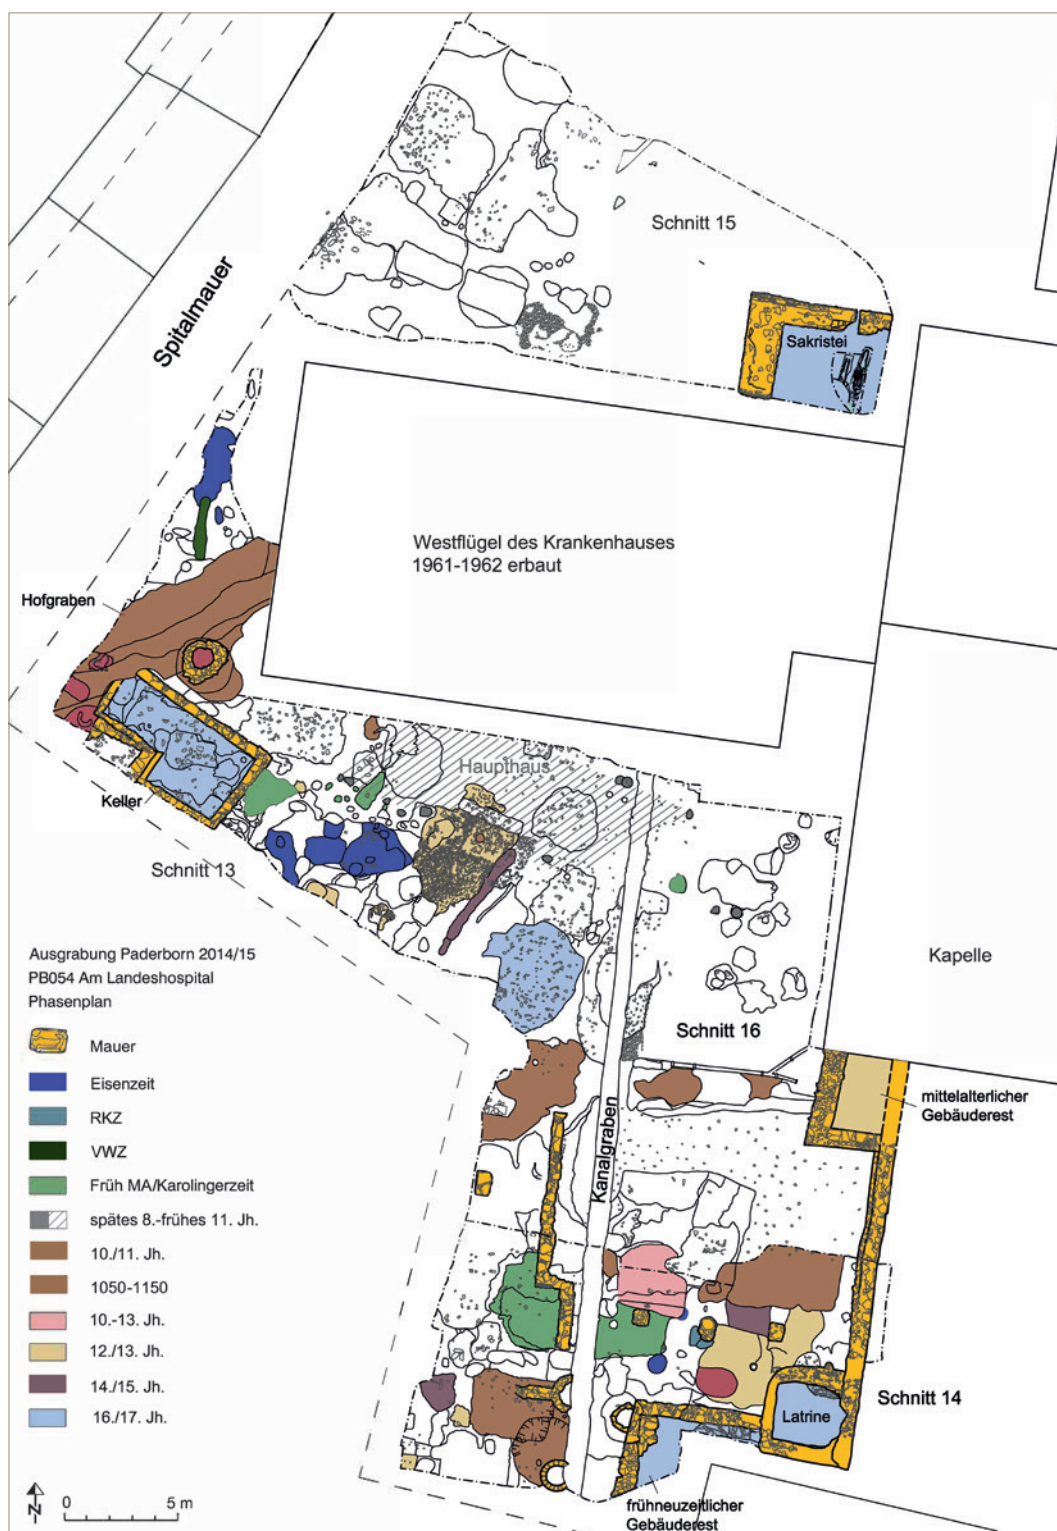 Schnitt 15
Spitalmauer
Sakristei
Westflügel des Krankenhauses
1961-1962 erbaut
Hofgraben
Haupthaus
Keller
Schnitt 13
Kapelle
Schnitt 16
mittelalterlicher
Gebäuderest
Kanalgraben
Schnitt 14
Latrine
frühneuzeitlicher
Gebäuderest
Ausgrabung Paderborn 2014/15
PB054 Am Landeshospital
Phasenplan
Mauer
Eisenzeit
RKZ
VWZ
Früh MA/Karolingerzeit
spätes 8.-frühes 11. Jh.
10./11. Jh.
1050-1150
10.-13. Jh.
12./13. Jh.
14./15. Jh.
16./17. Jh.
N
0 5 m